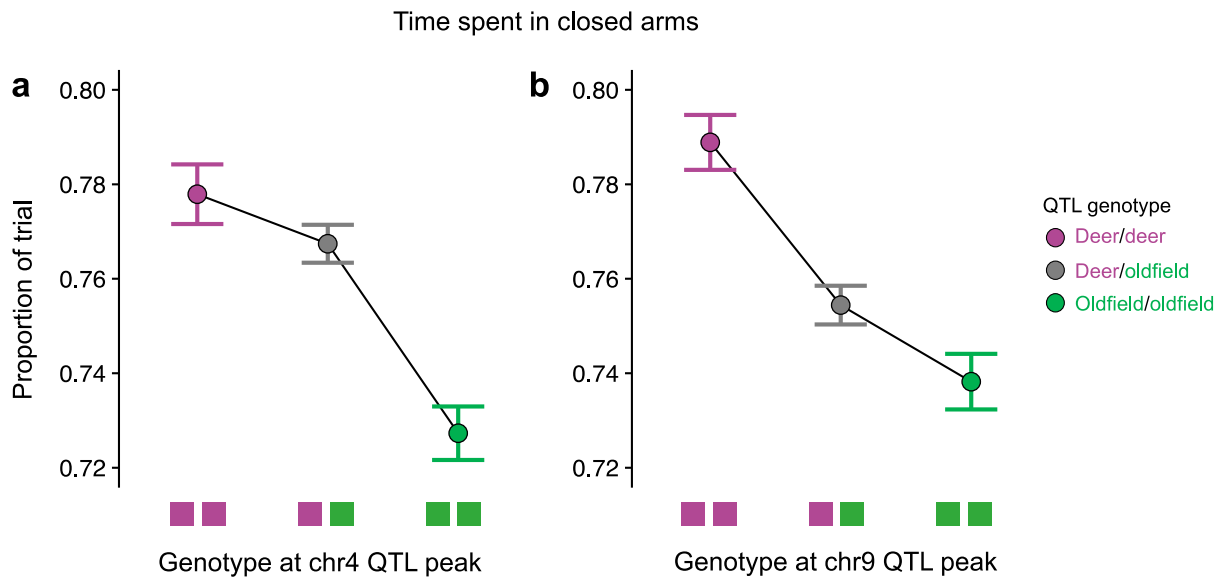 Time spent in closed arms
a
Proportion of trial
0.80
0.78
0.76
0.74
0.72
Genotype at chr4 QTL peak
b
0.80
0.78
0.76
0.74
0.72
Genotype at chr9 QTL peak
QTL genotype
Deer/deer
Deer/oldfield
Oldfield/oldfield